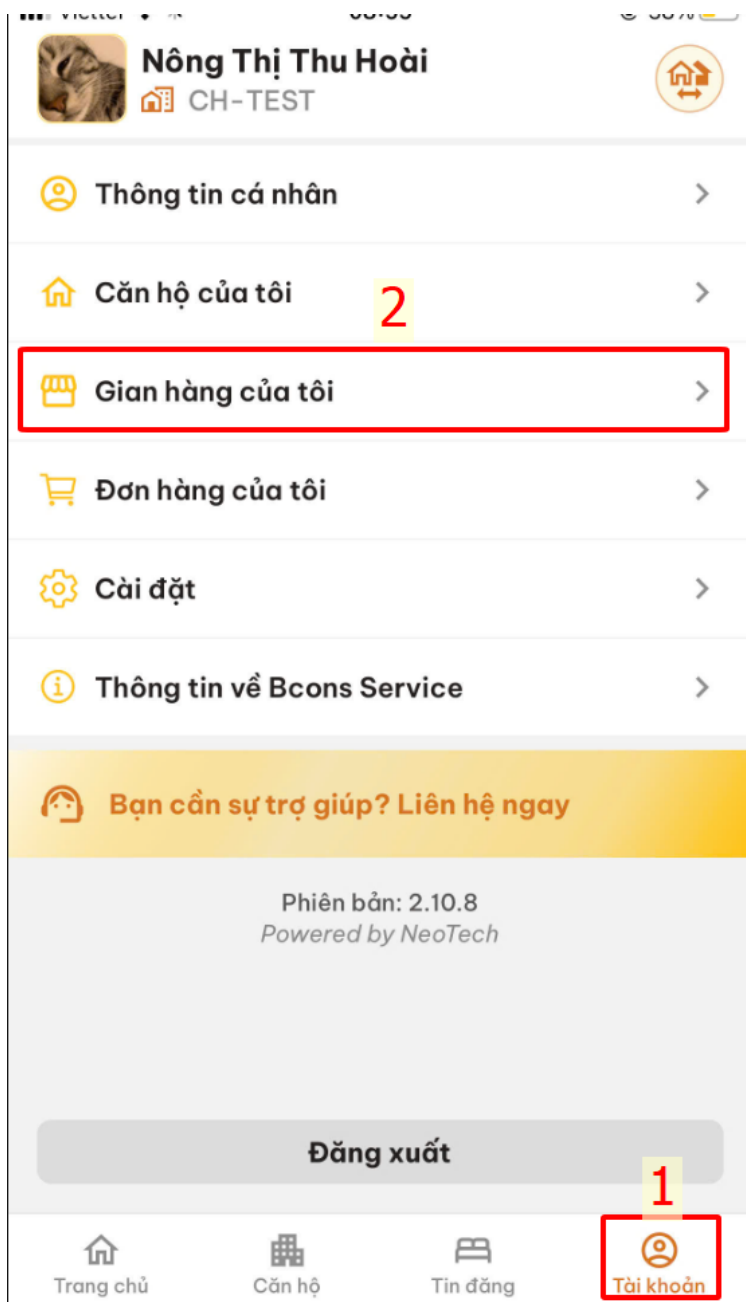 Nông Thị Thu Hoài
CH-TEST
Thông tin cá nhân
Căn hộ của tôi
2
Gian hàng của tôi
Đơn hàng của tôi
Cài đặt
Thông tin về Bcons Service
Bạn cần sự trợ giúp? Liên hệ ngay
Phiên bản: 2.10.8
Powered by NeoTech
Đăng xuất
1
Trang chủ
Căn hộ
Tin đăng
Tài khoản